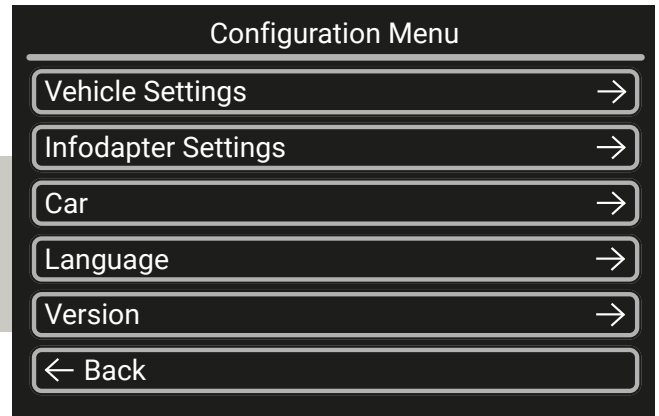 Configuration Menu
Vehicle Settings
Infodapter Settings
Car
Language
Version
Back